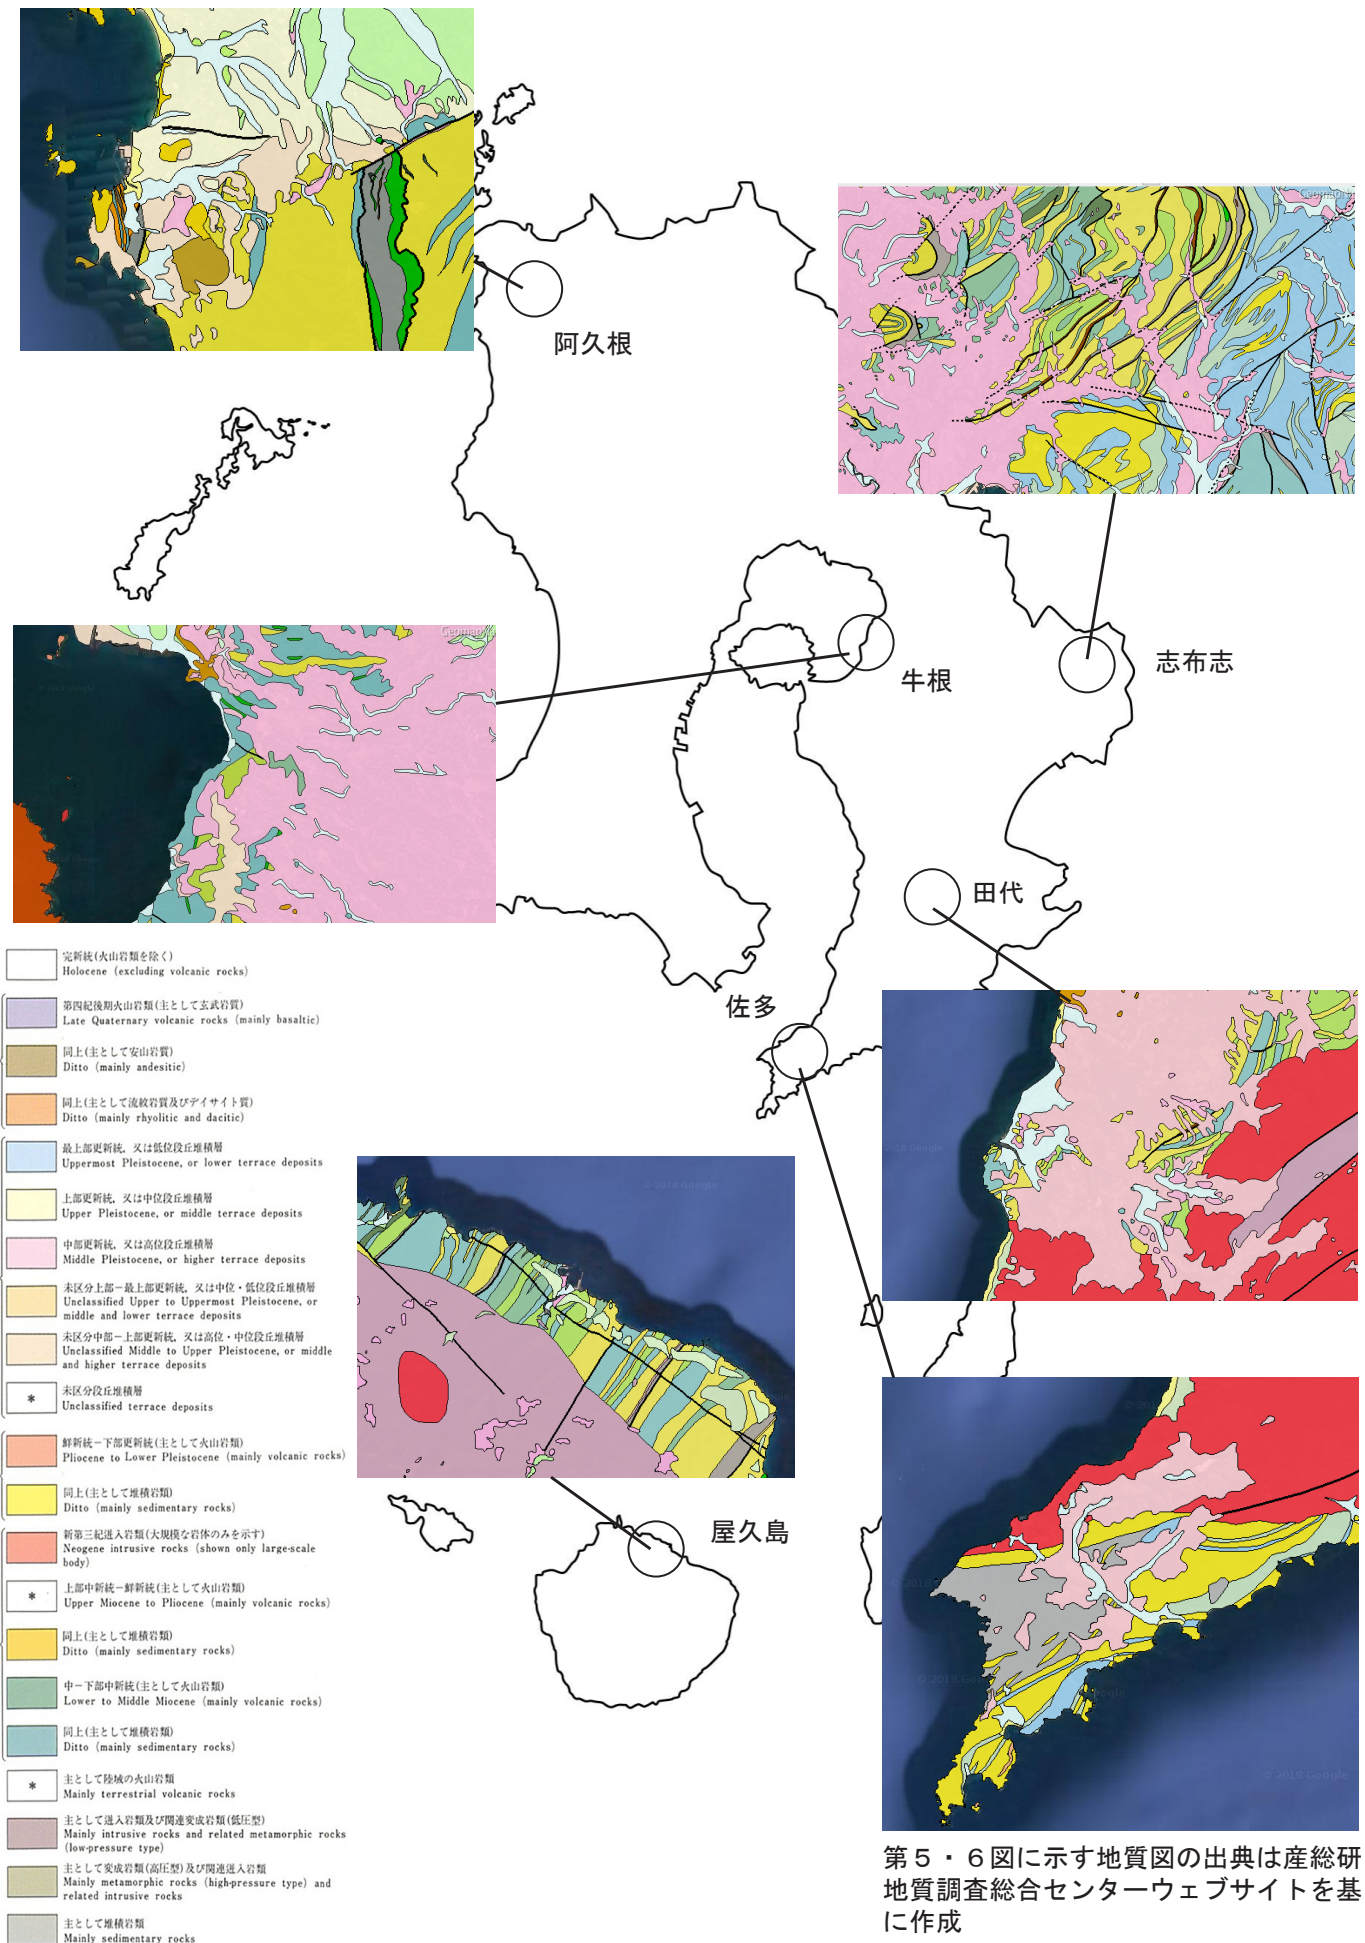 阿久根
志布志
牛根
田代
佐多
屋久島
完新統(火山岩類を除く)
Holocene (excluding volcanic rocks)
第四紀後期火山岩類(主として玄武岩質)
Late Quaternary volcanic rocks (mainly basaltic)
同上(主として安山岩質)
Ditto (mainly andesitic)
同上(主として流紋岩質及びデイサイト質)
Ditto (mainly rhyolitic and dacitic)
最上部更新統，又は低位段丘堆積層
Uppermost Pleistocene, or lower terrace deposits
上部更新統，又は中位段丘堆積層
Upper Pleistocene, or middle terrace deposits
中部更新統，又は高位段丘堆積層
Middle Pleistocene, or higher terrace deposits
未区分上部－最上部更新統，又は中位・低位段丘堆積層
Unclassified Upper to Uppermost Pleistocene, or
middle and lower terrace deposits
未区分中部－上部更新統，又は高位・中位段丘堆積層
Unclassified Middle to Upper Pleistocene, or middle
and higher terrace deposits
*
未区分段丘堆積層
Unclassified terrace deposits
鮮新統－下部更新統(主として火山岩類)
Pliocene to Lower Pleistocene (mainly volcanic rocks)
同上(主として堆積岩類)
Ditto (mainly sedimentary rocks)
新第三紀迸入岩類(大規模な岩体のみを示す)
Neogene intrusive rocks (shown only large-scale
body)
*
上部中新統－鮮新統(主として火山岩類)
Upper Miocene to Pliocene (mainly volcanic rocks)
同上(主として堆積岩類)
Ditto (mainly sedimentary rocks)
中－下部中新統(主として火山岩類)
Lower to Middle Miocene (mainly volcanic rocks)
同上(主として堆積岩類)
Ditto (mainly sedimentary rocks)
*
主として陸域の火山岩類
Mainly terrestrial volcanic rocks
主として迸入岩類及び関連変成岩類(低圧型)
Mainly intrusive rocks and related metamorphic rocks
(low-pressure type)
主として変成岩類(高圧型)及び関連迸入岩類
Mainly metamorphic rocks (high-pressure type) and
related intrusive rocks
主として堆積岩類
Mainly sedimentary rocks
© 2018 Google
© 2018 Google
第５・６図に示す地質図の出典は産総研
地質調査総合センターウェブサイトを基
に作成